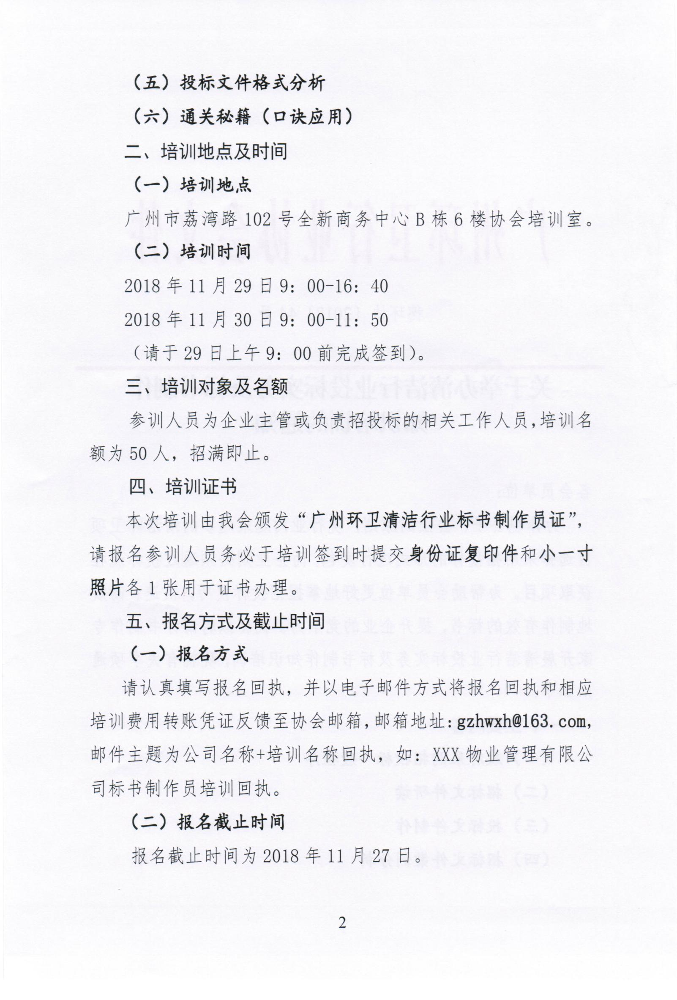 （五）投标文件格式分析
（六）通关秘籍（口诀应用）
二、培训地点及时间
（一）培训地点
广州市荔湾路 102 号全新商务中心 B 栋 6 楼协会培训室。
（二）培训时间
2018 年 11 月 29 日 9：00-16：40
2018 年 11 月 30 日 9：00-11：50
（请于 29 日上午 9：00 前完成签到）。
三、培训对象及名额
参训人员为企业主管或负责招投标的相关工作人员,培训名
额为 50 人，招满即止。
四、培训证书
本次培训由我会颁发“广州环卫清洁行业标书制作员证”，
请报名参训人员务必于培训签到时提交身份证复印件和小一寸
照片各 1 张用于证书办理。
五、报名方式及截止时间
（一）报名方式
请认真填写报名回执，并以电子邮件方式将报名回执和相应
培训费用转账凭证反馈至协会邮箱,邮箱地址:gzhwxh@163.com,
邮件主题为公司名称+培训名称回执，如：XXX 物业管理有限公
司标书制作员培训回执。
（二）报名截止时间
报名截止时间为 2018 年 11 月 27 日。
2